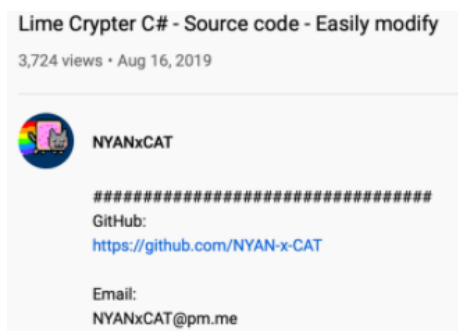 Lime Crypter C# - Source code - Easily modify
3,724 views • Aug 16, 2019
NYANxCAT
##################################
GitHub:
https://github.com/NYAN-x-CAT
Email:
NYANxCAT@pm.me